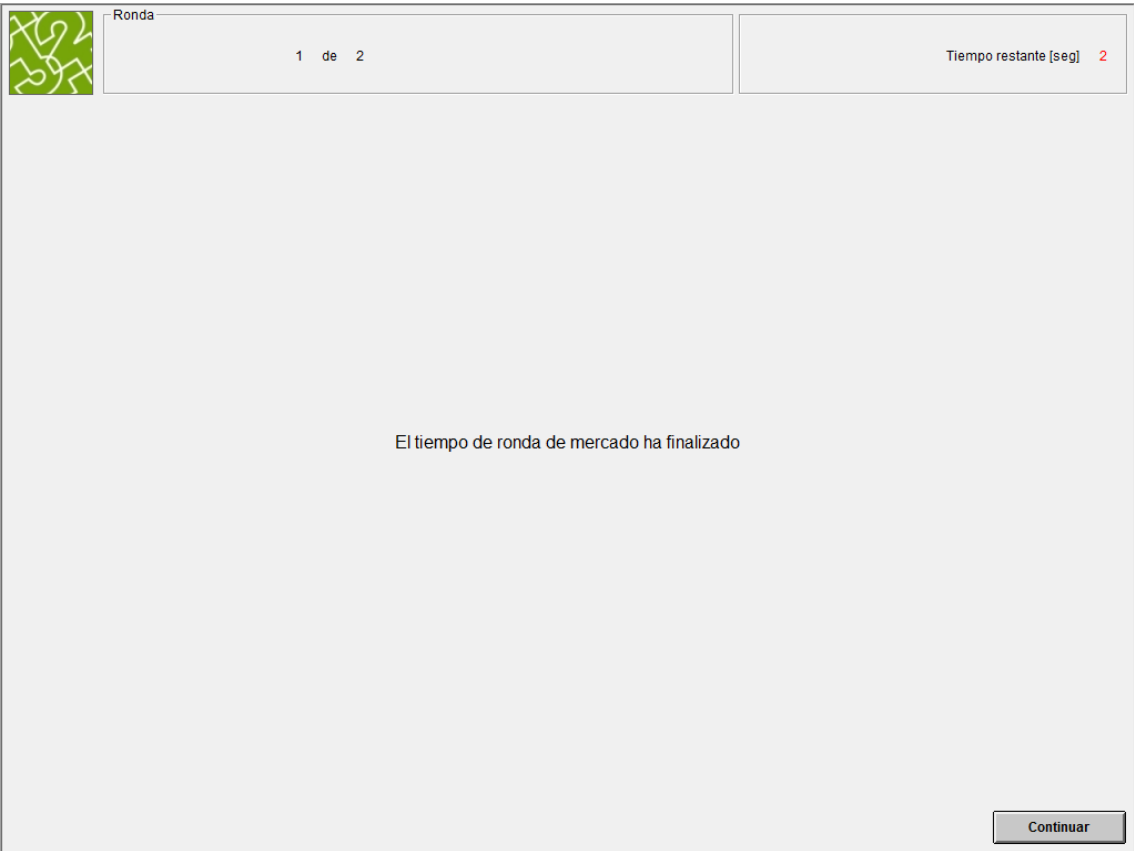 Ronda
1 de 2
Tiempo restante [seg] 2
El tiempo de ronda de mercado ha finalizado
Continuar